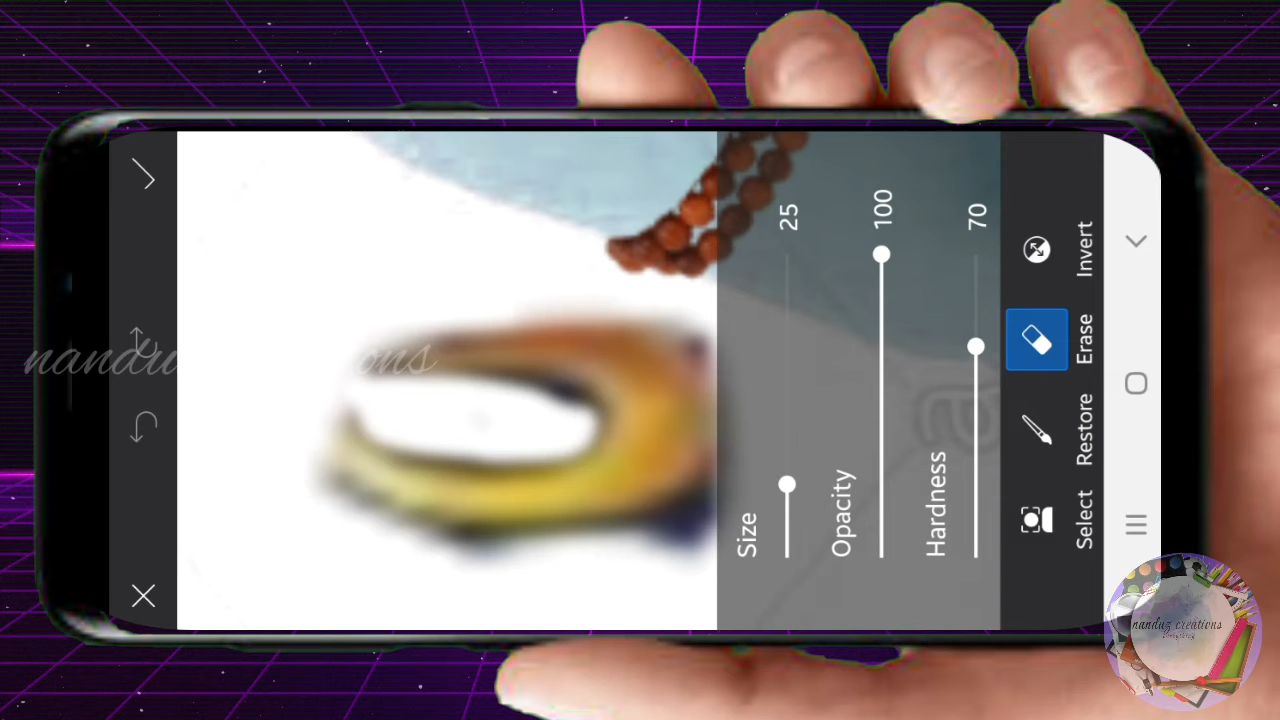 Size
25
Opacity
100
Hardness
70
Select
Restore
Erase
Invert
nanduz creations